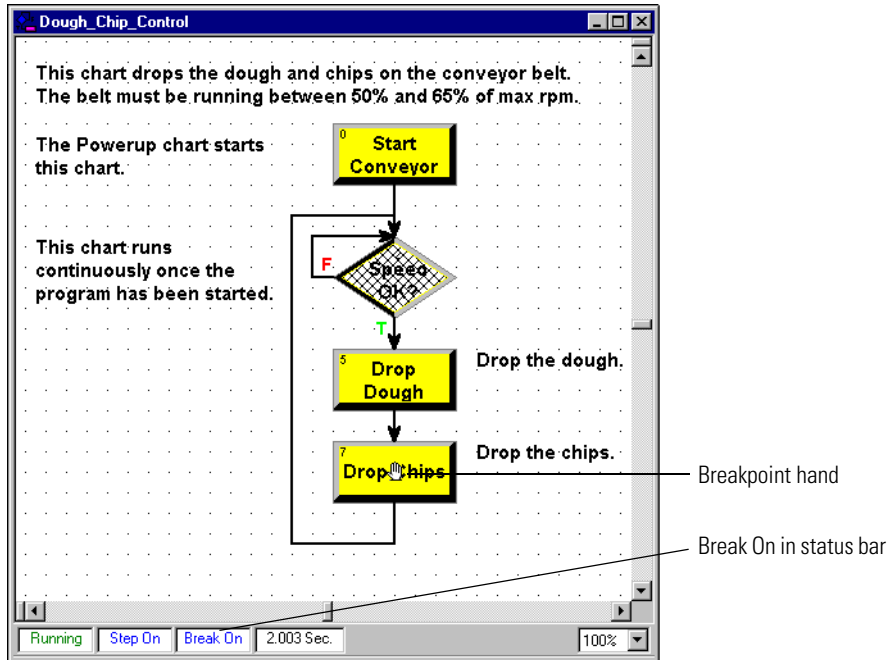 Dough_Chip_Control
This chart drops the dough and chips on the conveyor belt.
The belt must be running between 50% and 65% of max rpm.
The Powerup chart starts
this chart.
0
Start
Conveyor
This chart runs
continuously once the
program has been started.
F
Speed
OK?
T
5
Drop
Dough
Drop the dough.
7
Drop Chips
Drop the chips.
Breakpoint hand
Break On in status bar
Running
Step On
Break On
2.003 Sec.
100%